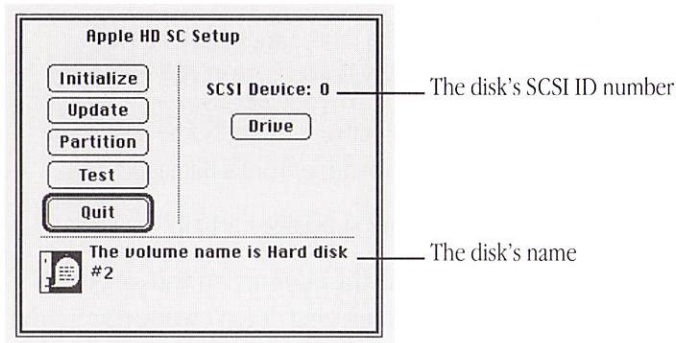 Apple HD SC Setup
Initialize
Update
Partition
Test
Quit
SCSI Device: 0
Drive
The volume name is Hard disk
#2
The disk's SCSI ID number
The disk's name